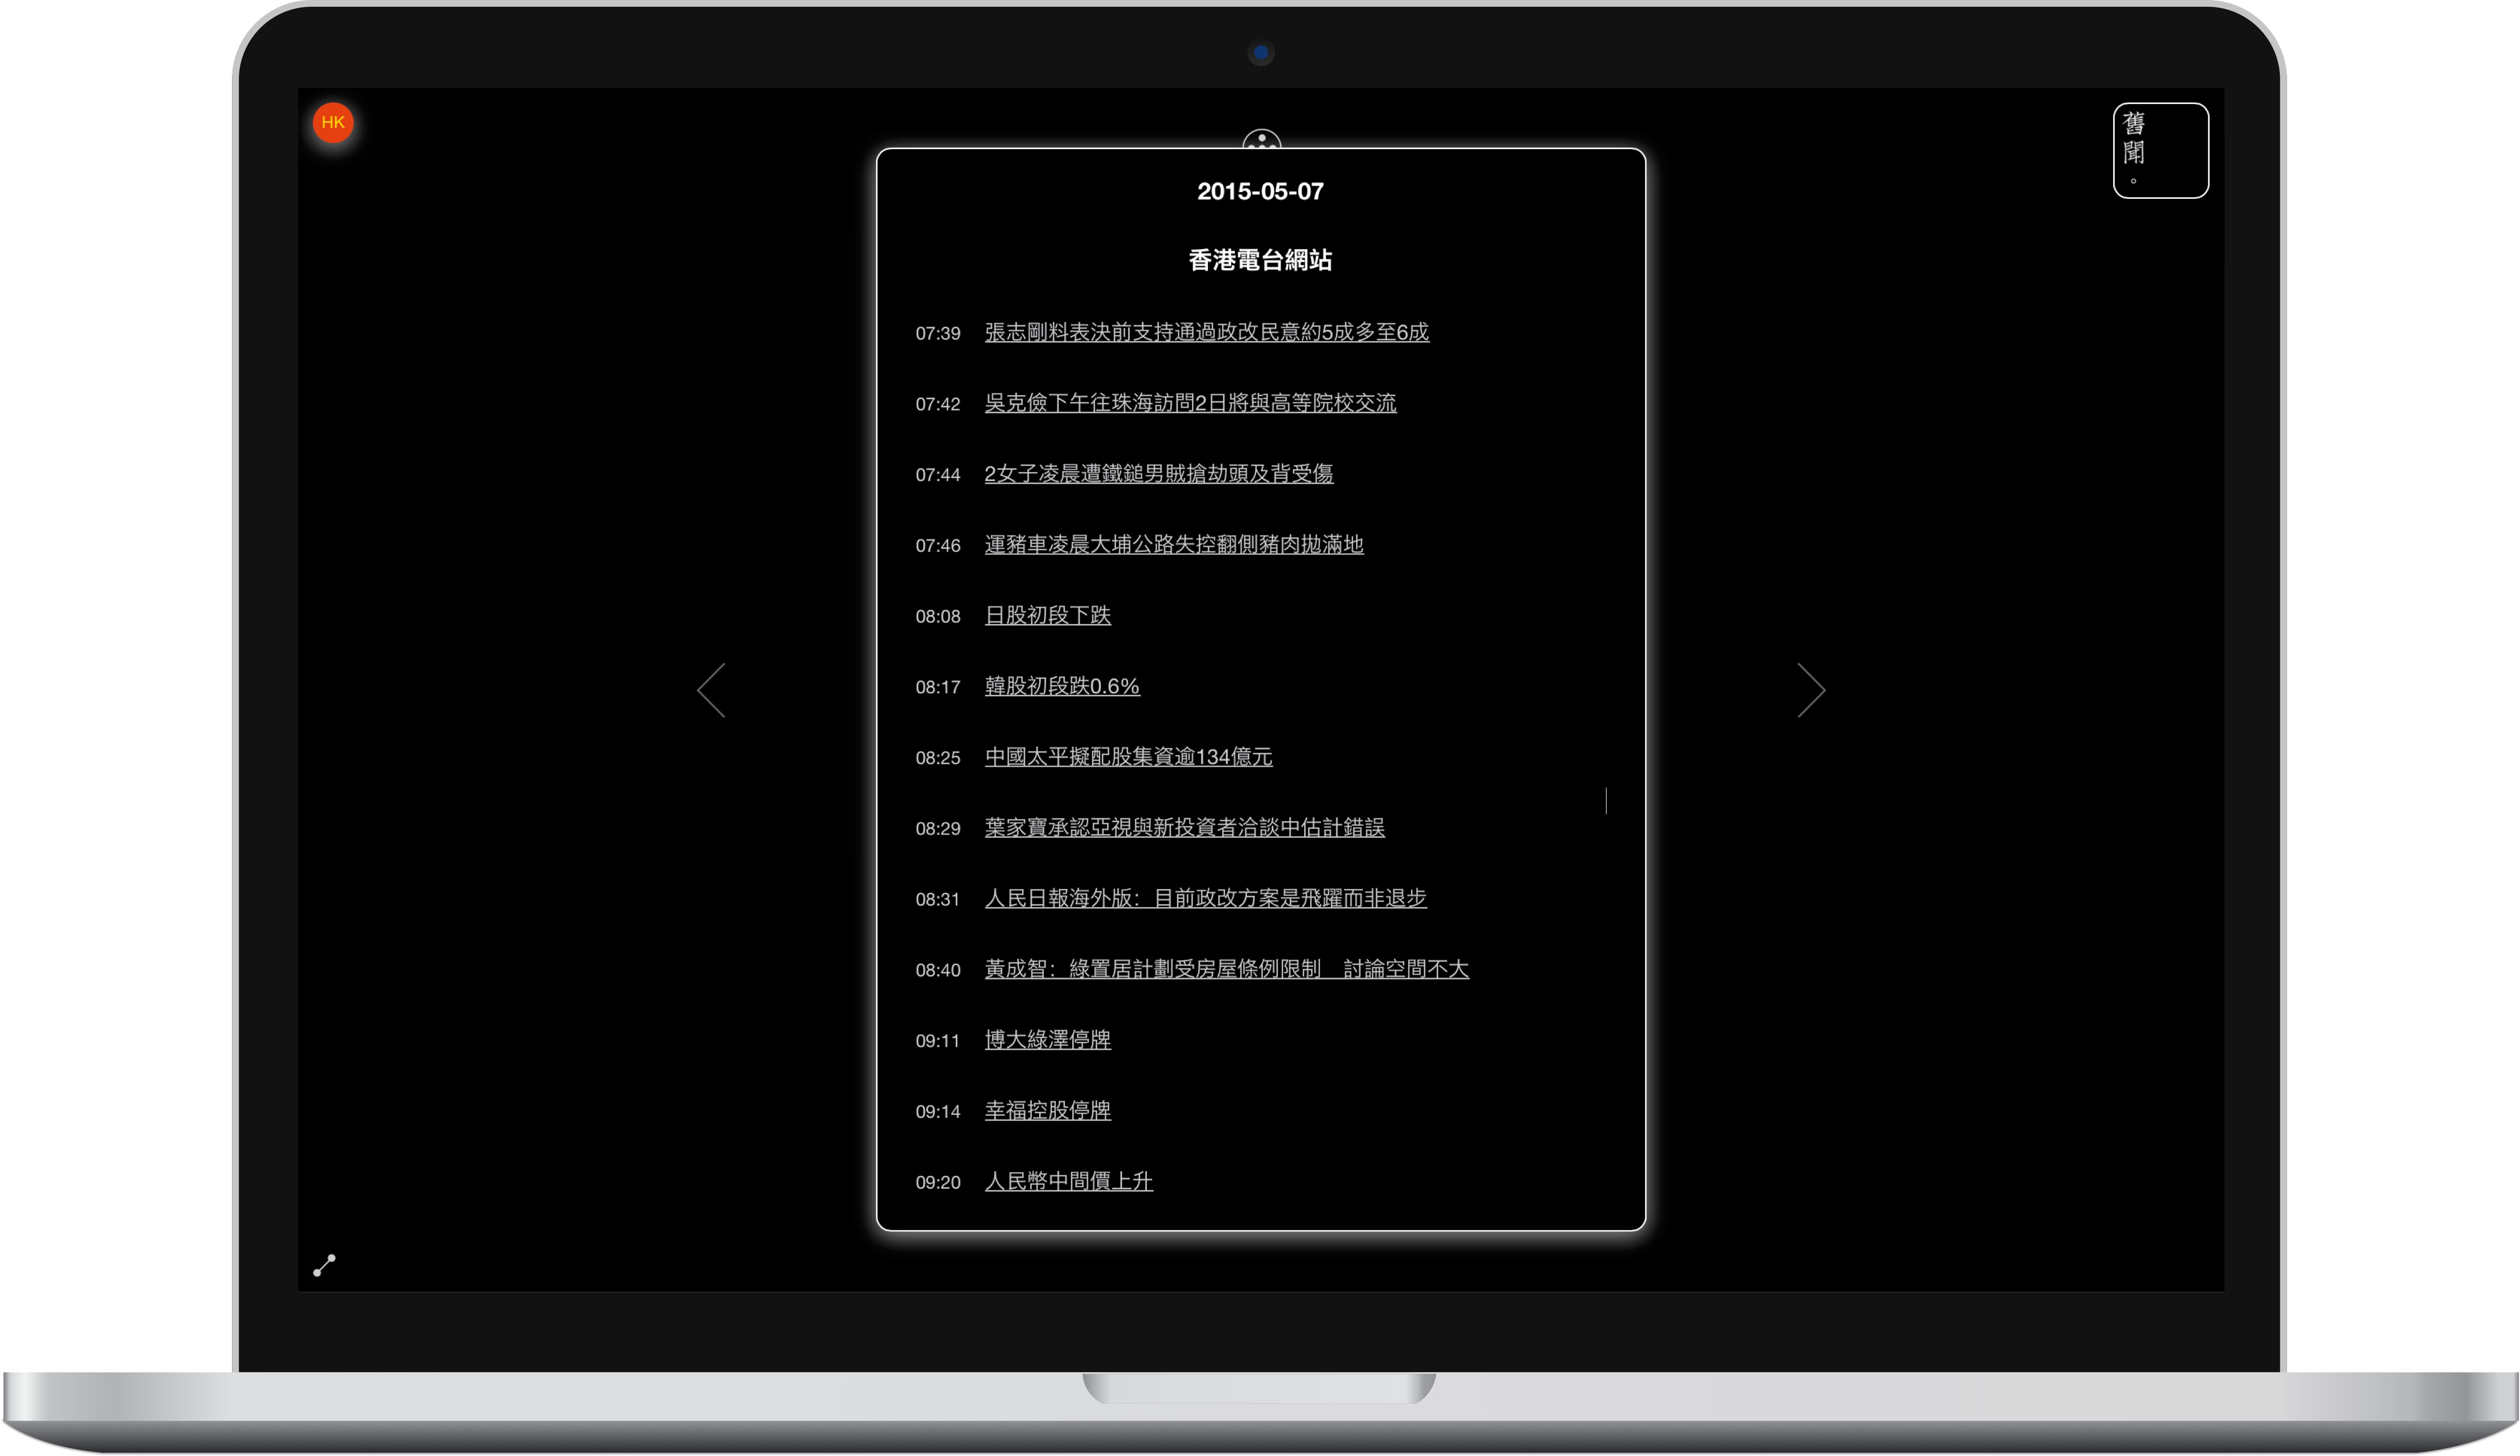 HK
舊聞。
2015-05-07
香港電台網站
07:39 張志剛料表決前支持通過政改民意約5成多至6成
07:42 吳克儉下午往珠海訪問2日將與高等院校交流
07:44 2女子凌晨遭鐵鎚男賊搶劫頭及背受傷
07:46 運豬車凌晨大埔公路失控翻側豬肉拋滿地
08:08 日股初段下跌
08:17 韓股初段跌0.6%
08:25 中國太平擬配股集資逾134億元
08:29 葉家寶承認亞視與新投資者洽談中估計錯誤
08:31 人民日報海外版：目前政改方案是飛躍而非退步
08:40 黃成智：綠置居計劃受房屋條例限制　討論空間不大
09:11 博大綠澤停牌
09:14 幸福控股停牌
09:20 人民幣中間價上升